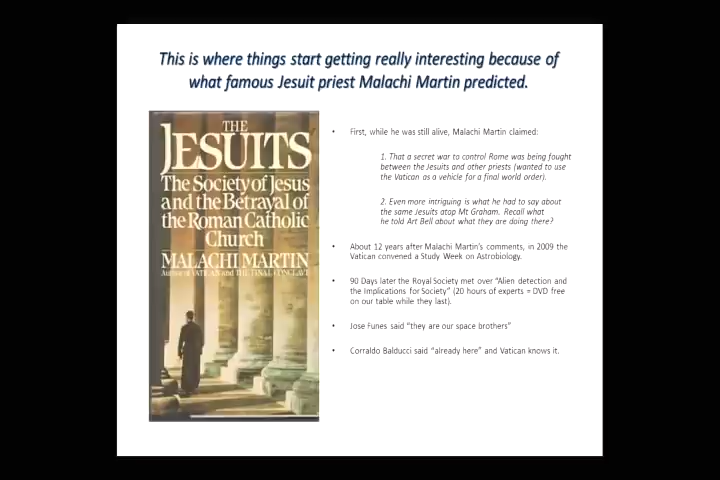 This is where things start getting really interesting because of
what famous Jesuit priest Malachi Martin predicted.
THE
JESUITS
The Society of Jesus
and the Betrayal of
the Roman Catholic
Church
MALACHI MARTIN
Author of VATICAN and THE FINAL CONCLAVE
• First, while he was still alive, Malachi Martin claimed:
1. That a secret war to control Rome was being fought
between the Jesuits and other priests (wanted to use
the Vatican as a vehicle for a final world order).
2. Even more intriguing is what he had to say about
the same Jesuits atop Mt Graham. Recall what
he told Art Bell about what they are doing there?
• About 12 years after Malachi Martin's comments, in 2009 the
Vatican convened a Study Week on Astrobiology.
• 90 Days later the Royal Society met over "Alien detection and
the Implications for Society" (20 hours of experts = DVD free
on our table while they last).
• Jose Funes said "they are our space brothers"
• Corraldo Balducci said "already here" and Vatican knows it.